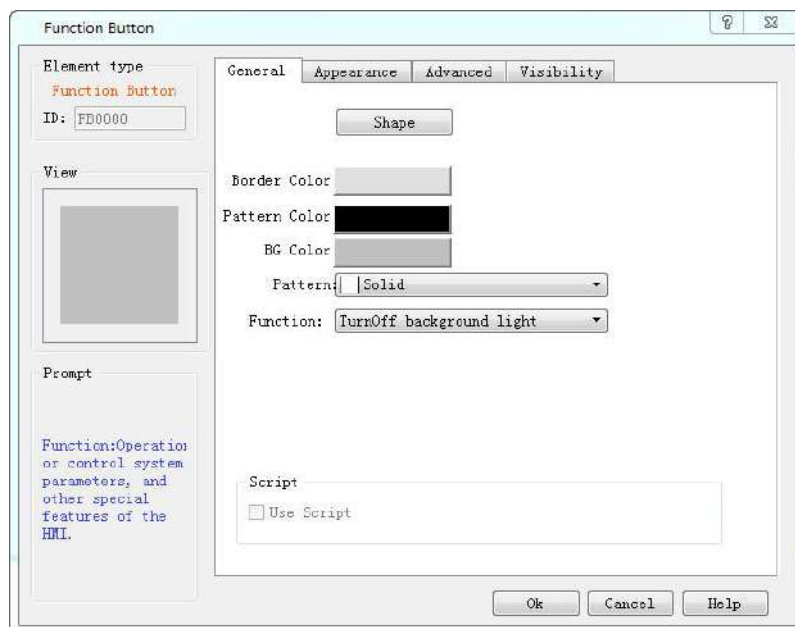 Function Button
Element type
Function Button
ID: FB0000
View
Prompt
Function:Operation
or control system
parameters, and
other special
features of the
HMI.
General Appearance Advanced Visibility
Shape
Border Color
Pattern Color
BG Color
Pattern: Solid
Function: TurnOff background light
Script
Use Script
Ok Cancel Help